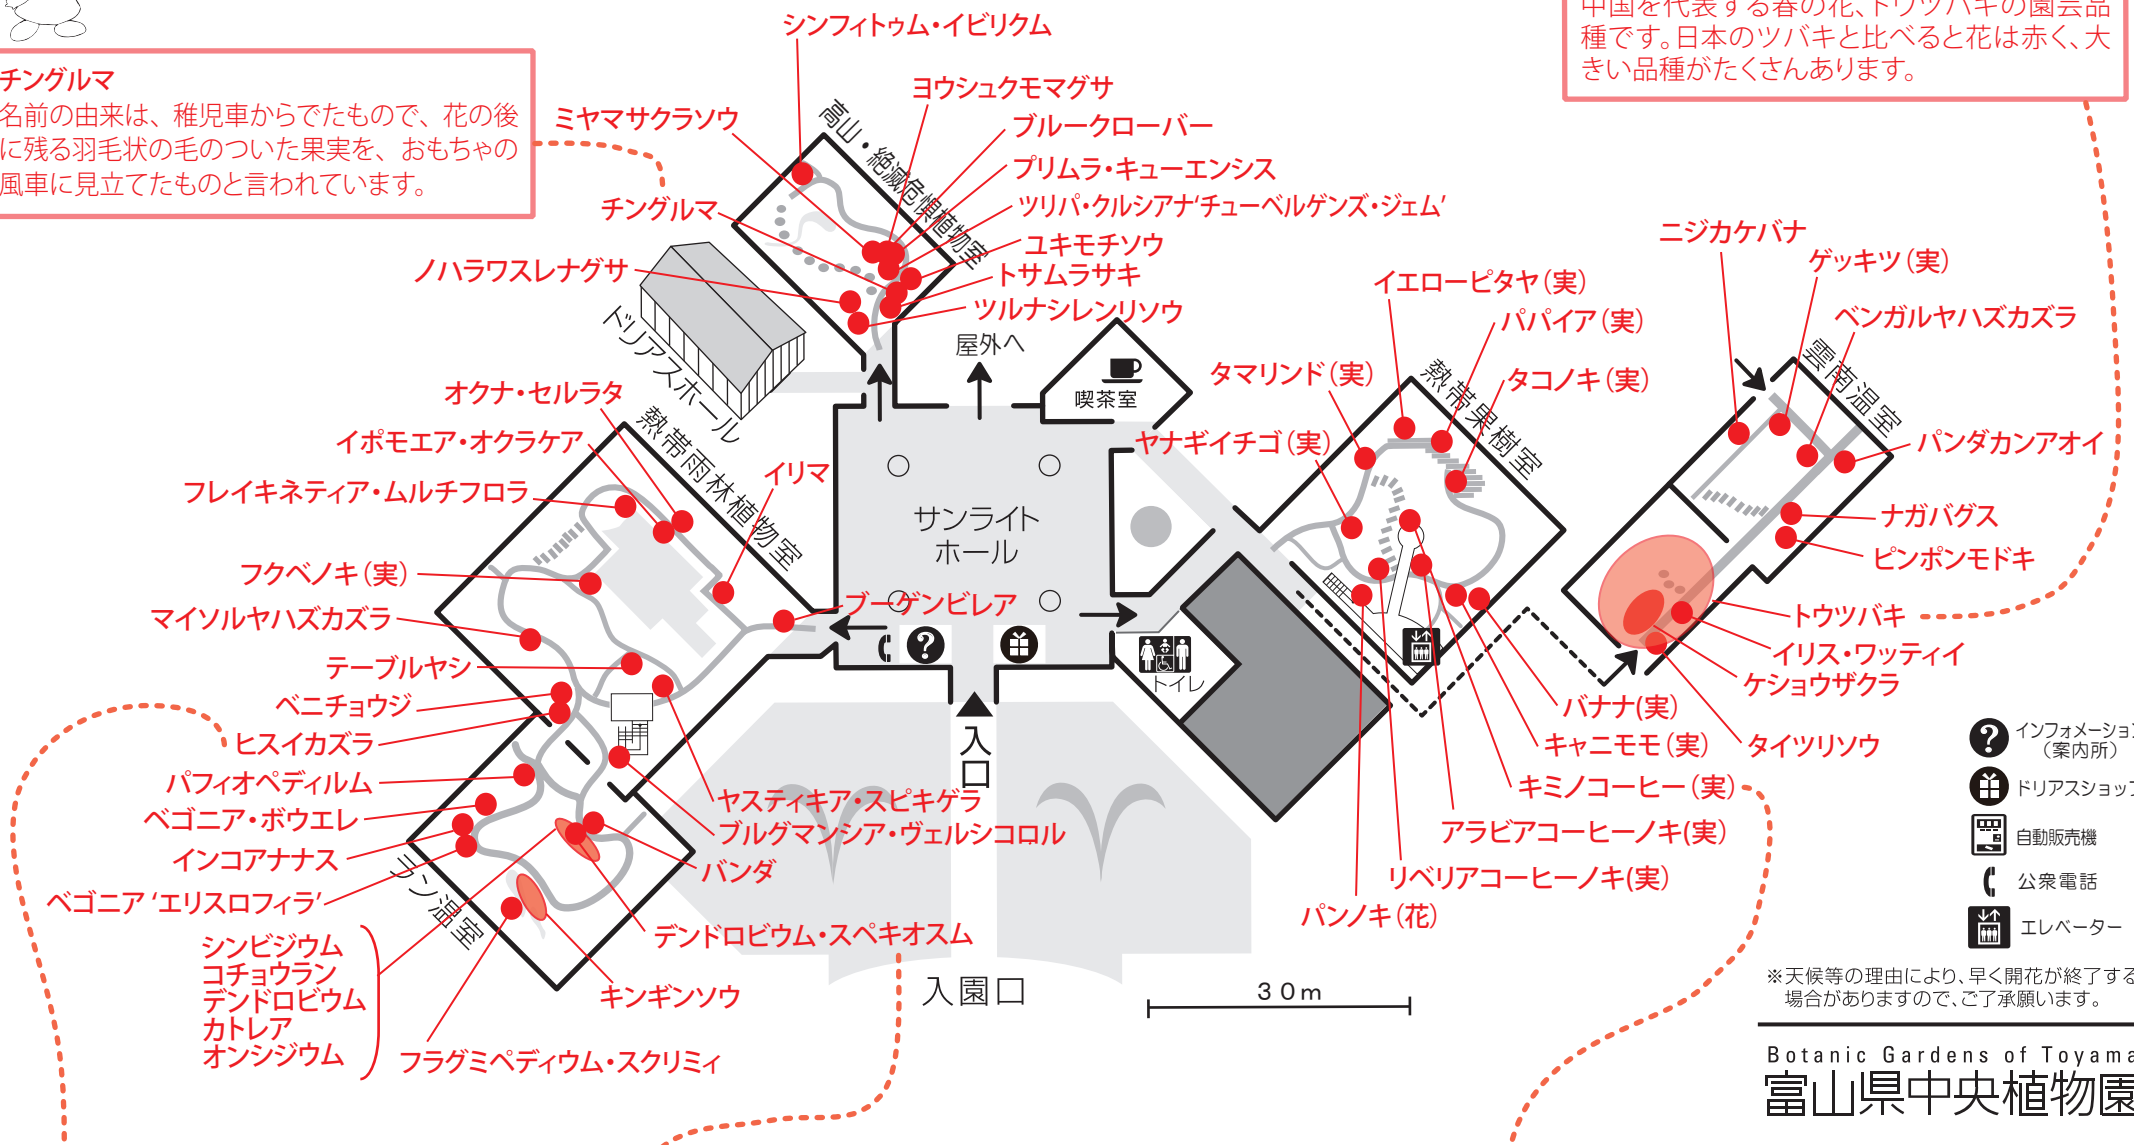 中国を代表する春の花、トウツバキの園芸品
種です。日本のツバキと比べると花は赤く、大
きい品種がたくさんあります。
チングルマ
名前の由来は、稚児車からでたもので、花の後
に残る羽毛状の毛のついた果実を、おもちゃの
風車に見立てたものと言われています。
シンフィトゥム・イビリクム
ヨウシュクモマグサ
ミヤマサクラソウ
ブルークローバー
プリムラ・キューエンシス
チングルマ
ツリパ・クルシアナ‘チューベルゲンズ・ジェム’
ユキモチソウ
ノハラワスレナグサ
トサムラサキ
ツルナシレンリソウ
高山・絶滅危惧植物室
ドリアスホール
屋外へ
喫茶室
オクナ・セルラタ
イポモエア・オクラケア
フレイキネティア・ムルチフロラ
イリマ
熱帯雨林植物室
フクベノキ（実）
マイソルヤハズカズラ
ブーゲンビレア
テーブルヤシ
ベニチョウジ
ヒスイカズラ
パフィオペディルム
ベゴニア・ボウエレ
インコアナナス
ベゴニア ‘エリスロフィラ’
ラン温室
シンビジウム
コチョウラン
デンドロビウム
カトレア
オンシジウム
フラグミペディウム・スクリミィ
キンギンソウ
デンドロビウム・スペキオスム
バンダ
ブルグマンシア・ヴェルシコロル
ヤスティキア・スピキゲラ
サンライト
ホール
入口
入園口
トイレ
30m
イエローピタヤ（実）
パパイア（実）
タマリンド（実）
タコノキ（実）
ヤナギイチゴ（実）
熱帯果樹室
ニジカケバナ
ゲッキツ（実）
ベンガルヤハズカズラ
雲南温室
パンダカンアオイ
ナガバグス
ピンポンモドキ
トウツバキ
イリス・ワッティイ
ケショウザクラ
タイツリソウ
バナナ(実）
キャニモモ（実）
キミノコーヒー（実）
アラビアコーヒーノキ(実）
リベリアコーヒーノキ(実）
パンノキ（花）
インフォメーション
（案内所）
ドリアスショップ
自動販売機
公衆電話
エレベーター
※天候等の理由により、早く開花が終了する
場合がありますので、ご了承願います。
Botanic Gardens of Toyama
富山県中央植物園